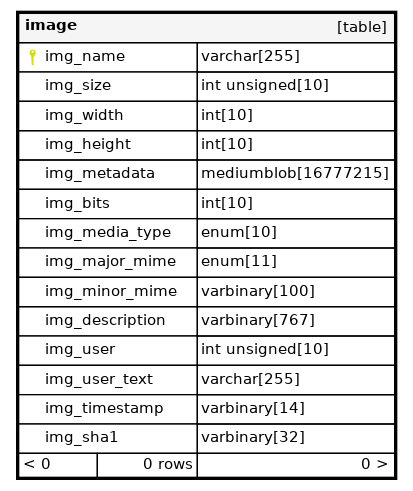 image [table]
img_name varchar[255]
img_size int unsigned[10]
img_width int[10]
img_height int[10]
img_metadata mediumblob[16777215]
img_bits int[10]
img_media_type enum[10]
img_major_mime enum[11]
img_minor_mime varbinary[100]
img_description varbinary[767]
img_user int unsigned[10]
img_user_text varchar[255]
img_timestamp varbinary[14]
img_sha1 varbinary[32]
< 0 0 rows 0 >